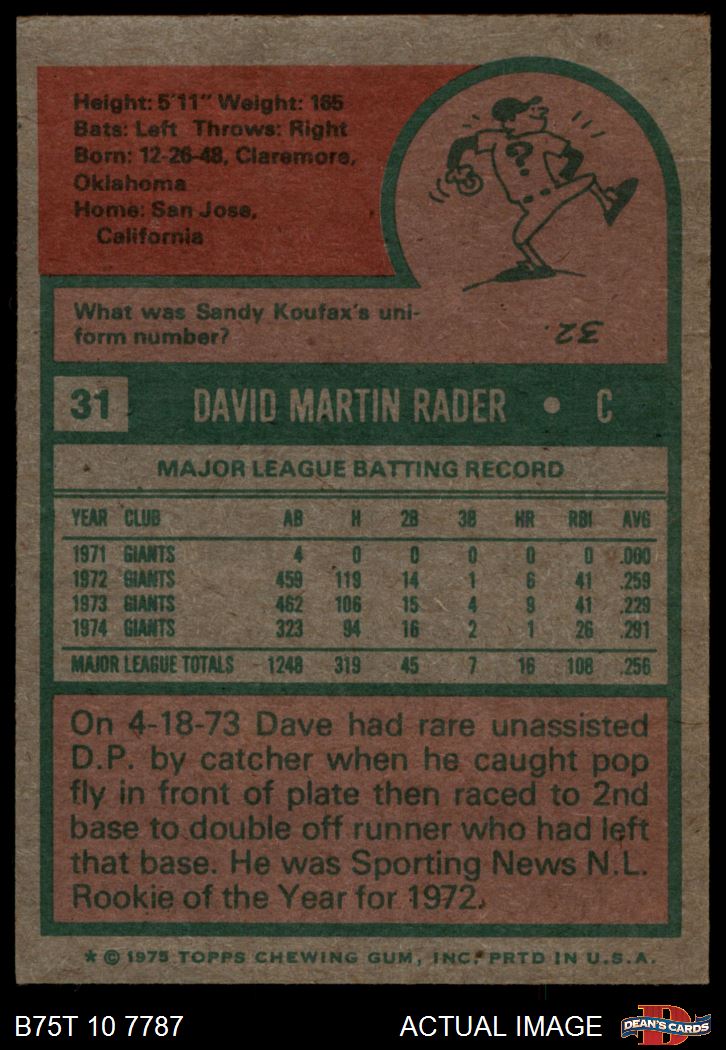 Height: 5'11" Weight: 165
Bats: Left Throws: Right
Born: 12-26-48, Claremore,
Oklahoma
Home: San Jose,
California
?
What was Sandy Koufax's uni-
form number?
32.
31 DAVID MARTIN RADER • C
MAJOR LEAGUE BATTING RECORD
YEAR CLUB AB H 2B 3B HR RBI AVG
1971 GIANTS 4 0 0 0 0 0 .000
1972 GIANTS 459 119 14 1 6 41 .259
1973 GIANTS 462 106 15 4 9 41 .229
1974 GIANTS 323 94 16 2 1 26 .291
MAJOR LEAGUE TOTALS 1248 319 45 7 16 108 .256
On 4-18-73 Dave had rare unassisted
D.P. by catcher when he caught pop
fly in front of plate then raced to 2nd
base to double off runner who had left
that base. He was Sporting News N.L.
Rookie of the Year for 1972.
* © 1975 TOPPS CHEWING GUM, INC. PRTD IN U.S.A.
B75T 10 7787 ACTUAL IMAGE
D
DEAN'S CARDS